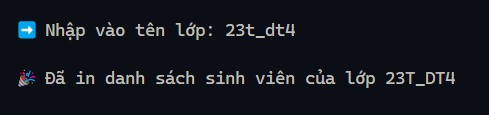 ➡️ Nhập vào tên lớp: 23t_dt4
🎉 Đã in danh sách sinh viên của lớp 23T_DT4